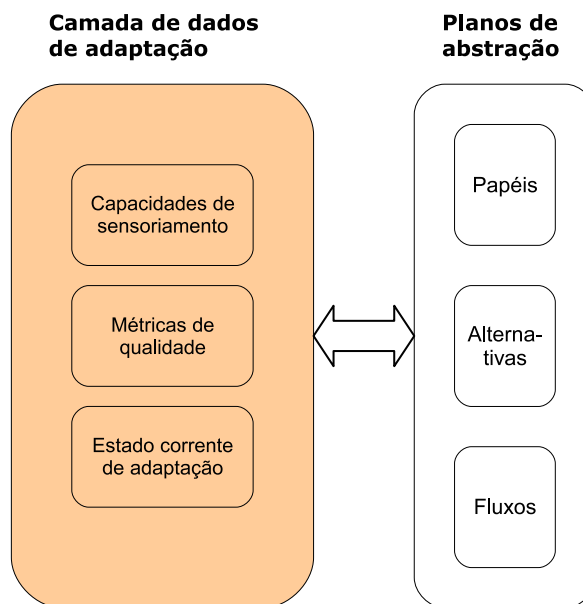 Camada de dados
de adaptação
Planos de
abstração
Capacidades de
sensoriamento
Métricas de
qualidade
Estado corrente
de adaptação
Papéis
Alterna-
tivas
Fluxos